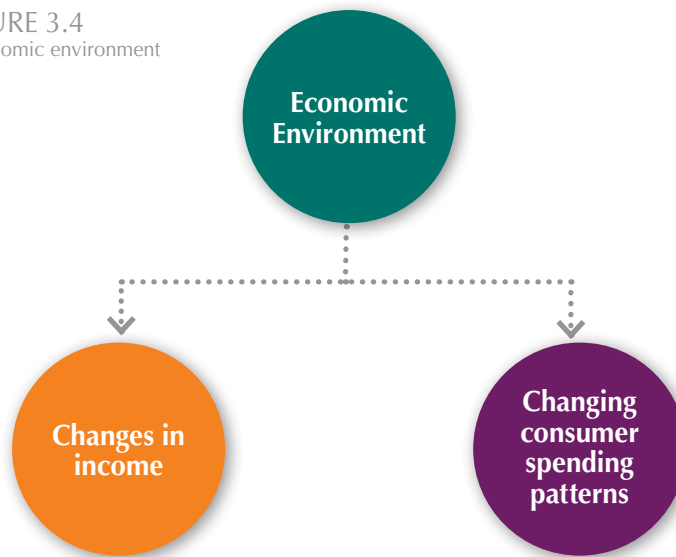 URE 3.4
omic environment
Economic
Environment
Changes in
income
Changing
consumer
spending
patterns